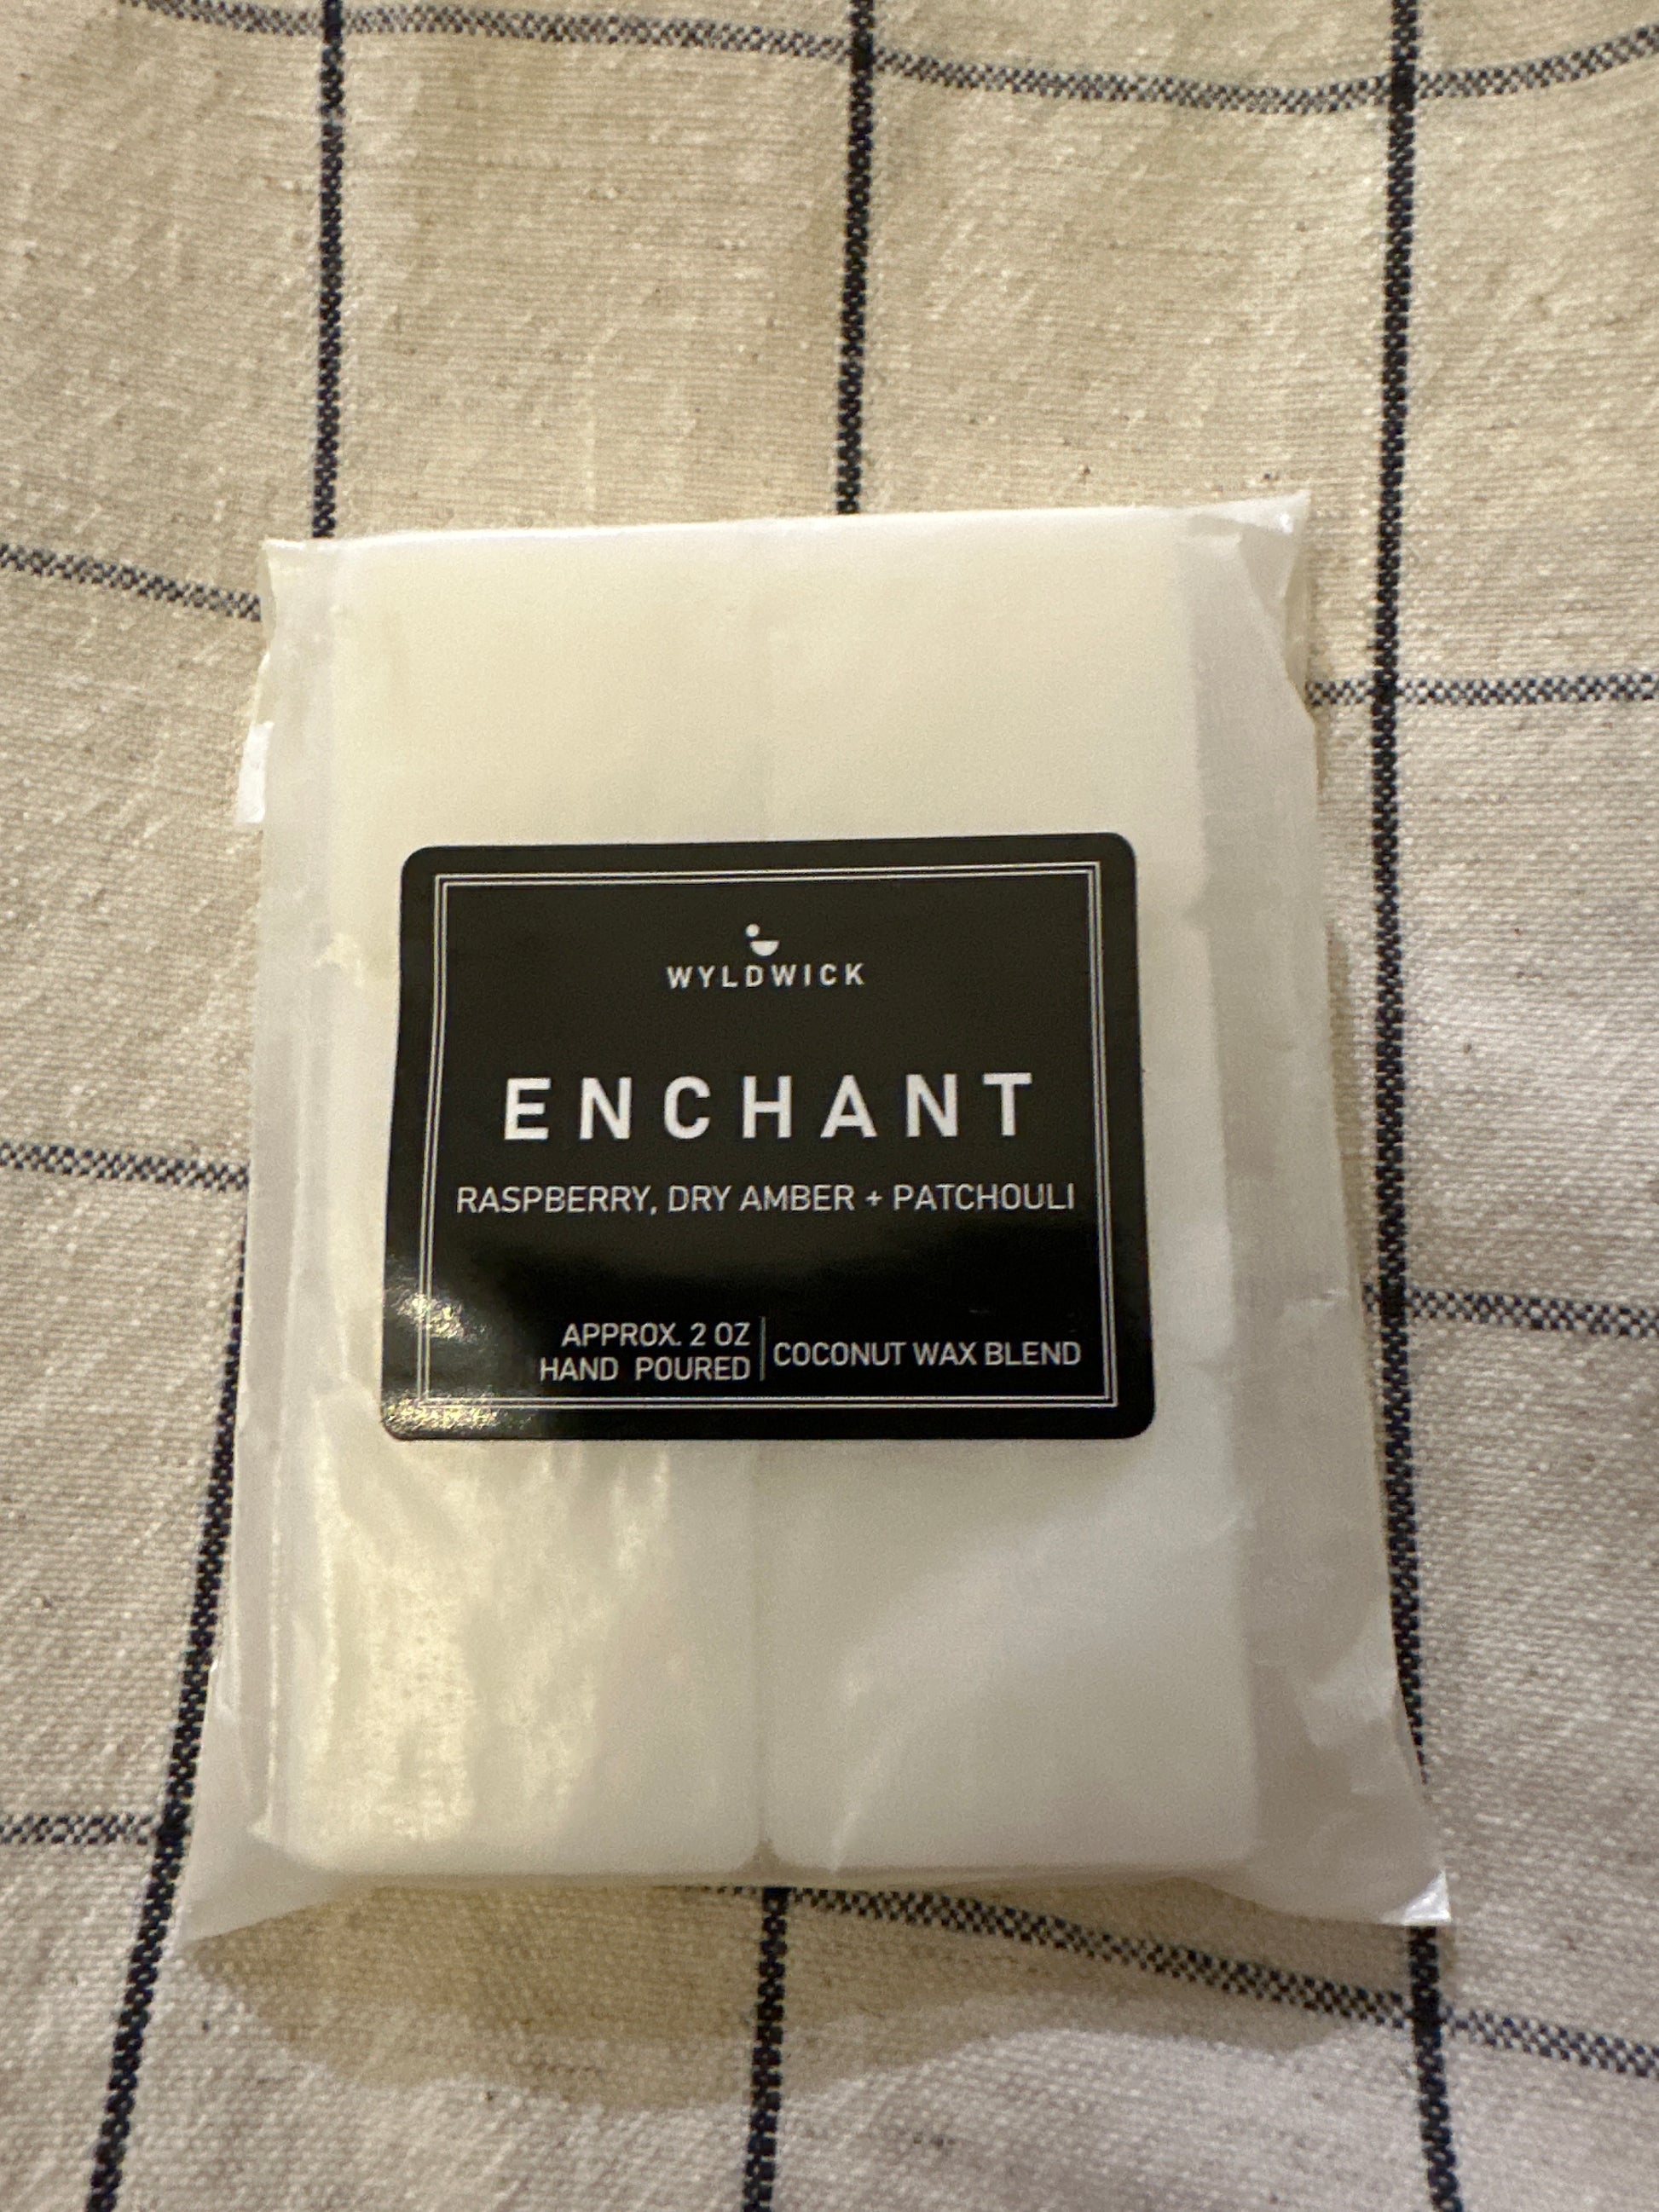 WYLDWICK
ENCHANT
RASPBERRY, DRY AMBER + PATCHOULI
APPROX. 2 OZ
HAND POURED
COCONUT WAX BLEND